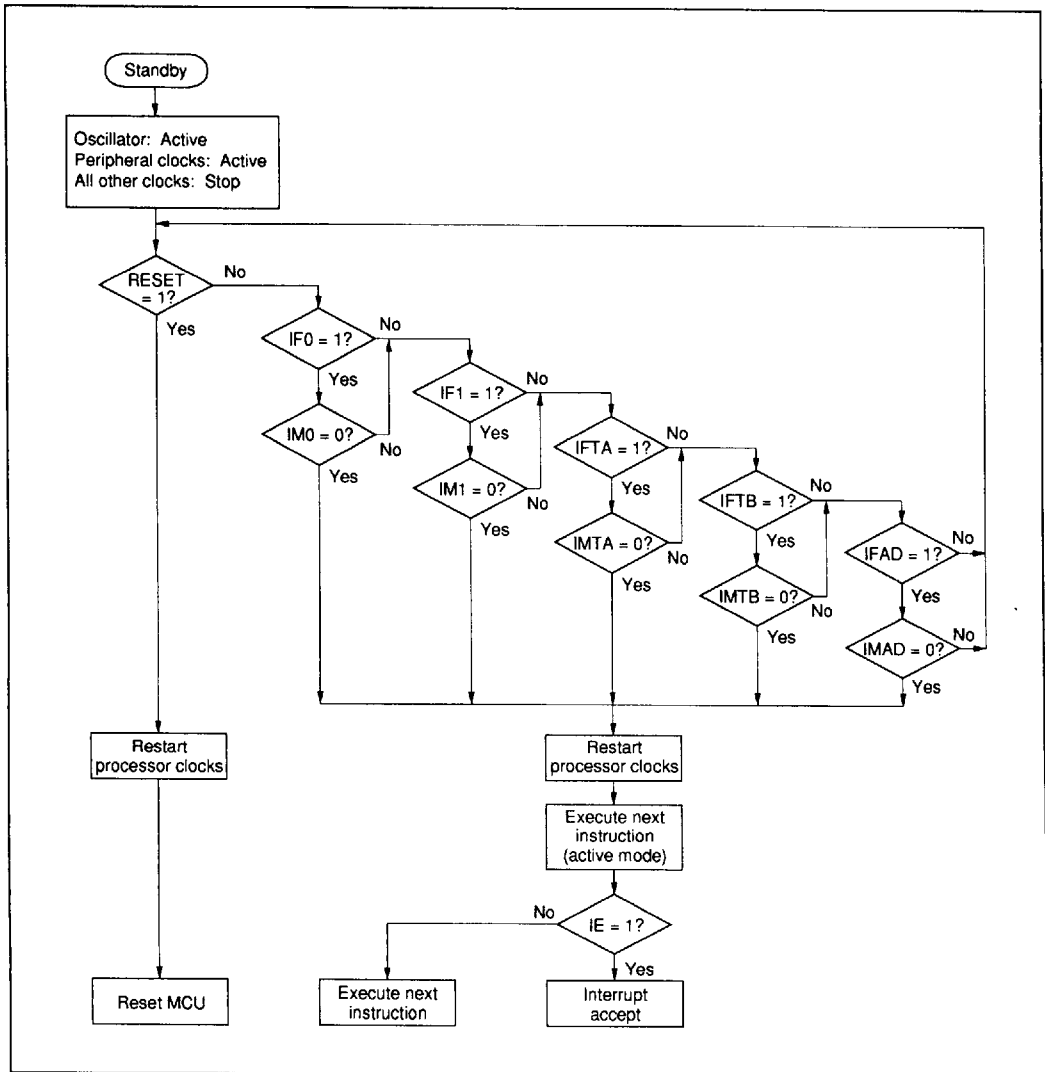 Standby
Oscillator: Active
Peripheral clocks: Active
All other clocks: Stop
RESET
= 1?
No
Yes
IF0 = 1?
No
Yes
IM0 = 0?
No
Yes
IF1 = 1?
No
Yes
IM1 = 0?
No
Yes
IFTA = 1?
No
Yes
IMTA = 0?
No
Yes
IFTB = 1?
No
Yes
IMTB = 0?
No
Yes
IFAD = 1?
No
Yes
IMAD = 0?
No
Yes
Restart
processor clocks
Reset MCU
Restart
processor clocks
Execute next
instruction
(active mode)
IE = 1?
No
Yes
Execute next
instruction
Interrupt
accept